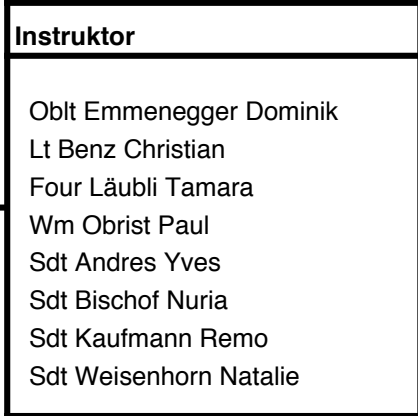 Instruktor
Oblt Emmenegger Dominik
Lt Benz Christian
Four Läubli Tamara
Wm Obrist Paul
Sdt Andres Yves
Sdt Bischof Nuria
Sdt Kaufmann Remo
Sdt Weisenhorn Natalie